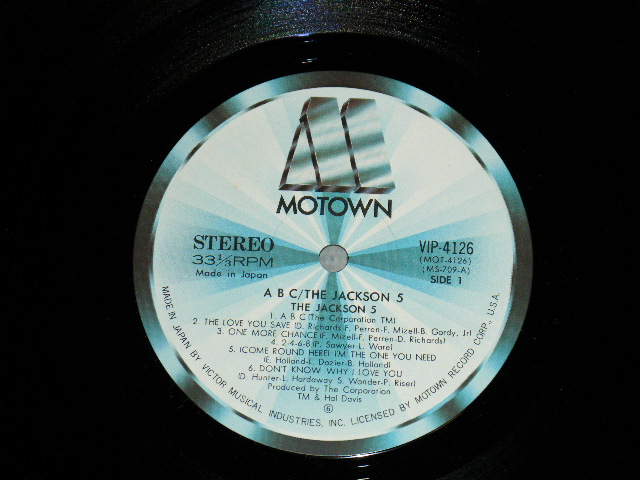 MOTOWN
STEREO
33⅓RPM
Made in Japan
VIP-4126
(MOT-4126)
(MS-709-A)
SIDE 1
A B C/THE JACKSON 5
THE JACKSON 5
1. A B C(The Corporation TM)
2. THE LOVE YOU SAVE (D. Richards-F. Perren-F. Mizell-B. Gordy, Jr)
3. ONE MORE CHANCE(F. Mizell-F. Perren-D. Richards)
4. 2-4-6-8(P. Sawyer-L. Ware)
5. (COME ROUND HERE) I'M THE ONE YOU NEED
(E. Holland-L. Dozier-B. Holland)
6. DON'T KNOW WHY I LOVE YOU
(D. Hunter-L. Hardaway S. Wonder-P. Riser)
Produced by The Corporation
TM & Hal Davis
MADE IN JAPAN BY VICTOR MUSICAL INDUSTRIES, INC. LICENSED BY MOTOWN RECORD CORP., U.S.A.